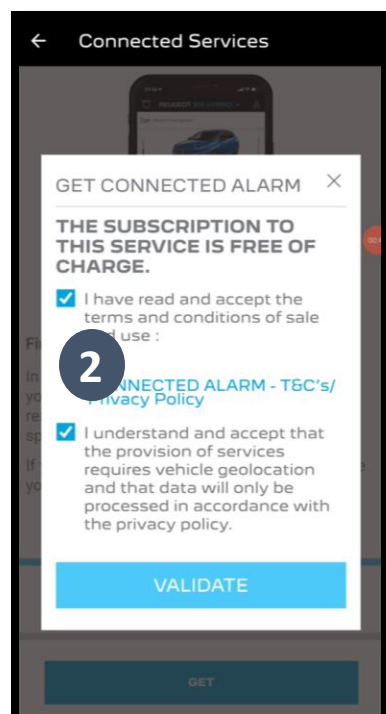 ← Connected Services
PEUGEOT
GET CONNECTED ALARM ×
THE SUBSCRIPTION TO
THIS SERVICE IS FREE OF
CHARGE.
I have read and accept the
terms and conditions of sale
use :
2
CONNECTED ALARM - T&C's/
Privacy Policy
I understand and accept that
the provision of services
requires vehicle geolocation
and that data will only be
processed in accordance with
the privacy policy.
VALIDATE
GET